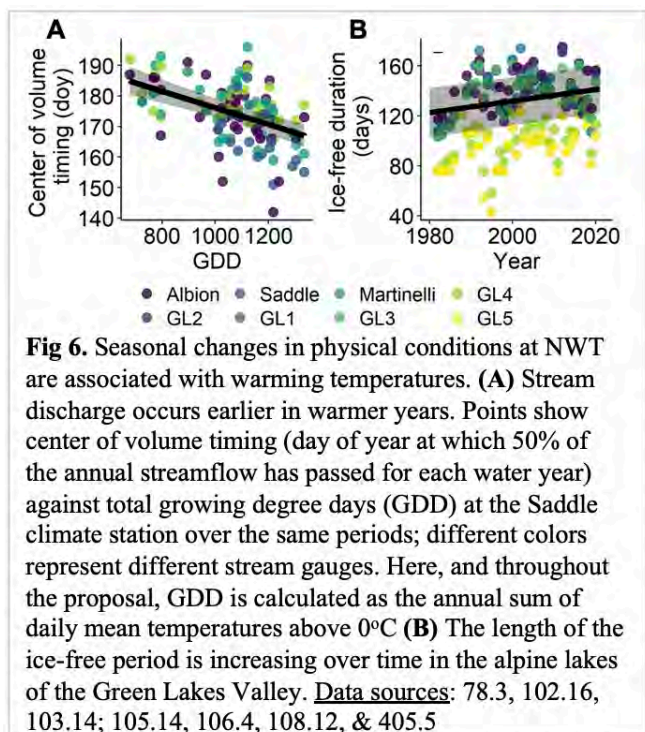 A
B
Center of volume
timing (doy)
190
180
170
160
150
140
800
1000
1200
GDD
Ice-free duration
(days)
160
120
80
40
1980
2000
2020
Year
Albion Saddle Martinelli GL4
GL2 GL1 GL3 GL5
Fig 6. Seasonal changes in physical conditions at NWT
are associated with warming temperatures. (A) Stream
discharge occurs earlier in warmer years. Points show
center of volume timing (day of year at which 50% of
the annual streamflow has passed for each water year)
against total growing degree days (GDD) at the Saddle
climate station over the same periods; different colors
represent different stream gauges. Here, and throughout
the proposal, GDD is calculated as the annual sum of
daily mean temperatures above 0°C (B) The length of the
ice-free period is increasing over time in the alpine lakes
of the Green Lakes Valley. Data sources: 78.3, 102.16,
103.14; 105.14, 106.4, 108.12, & 405.5